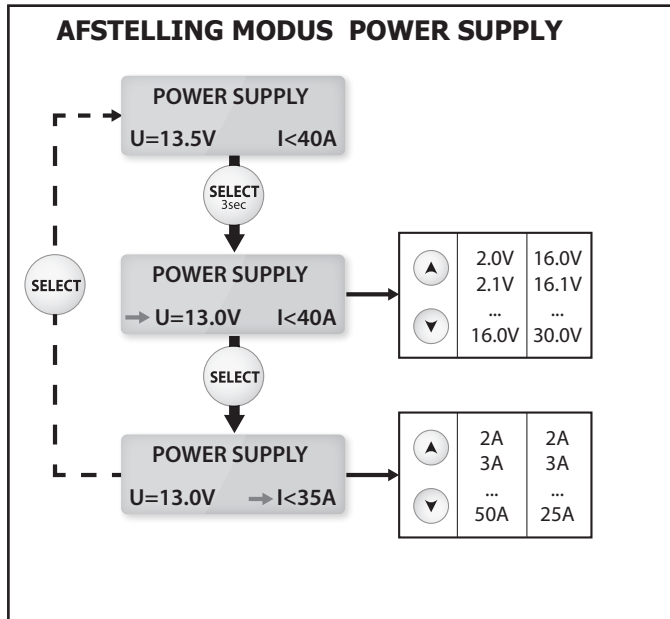 AFSTELLING MODUS POWER SUPPLY
POWER SUPPLY
U=13.5V I<40A
SELECT
3sec
SELECT
POWER SUPPLY
U=13.0V I<40A
2.0V 16.0V
2.1V 16.1V
... ...
16.0V 30.0V
SELECT
POWER SUPPLY
U=13.0V I<35A
2A 2A
3A 3A
... ...
50A 25A